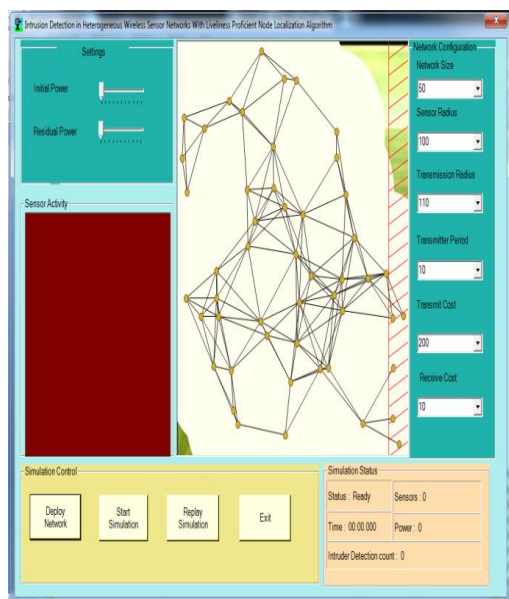 Intrusion Detection in Heterogeneous Wireless Sensor Networks With Liveliness Proficient Node Localization Algorithm
Settings
Initial Power
Residual Power
Sensor Activity
Network Configuration
Network Size
50
Sensor Radius
100
Transmission Radius
110
Transmitter Period
10
Transmit Cost
200
Receive Cost
10
Simulation Control
Deploy
Network
Start
Simulation
Replay
Simulation
Exit
Simulation Status
Status : Ready
Sensors : 0
Time : 00:00.000
Power : 0
Intruder Detection count : 0